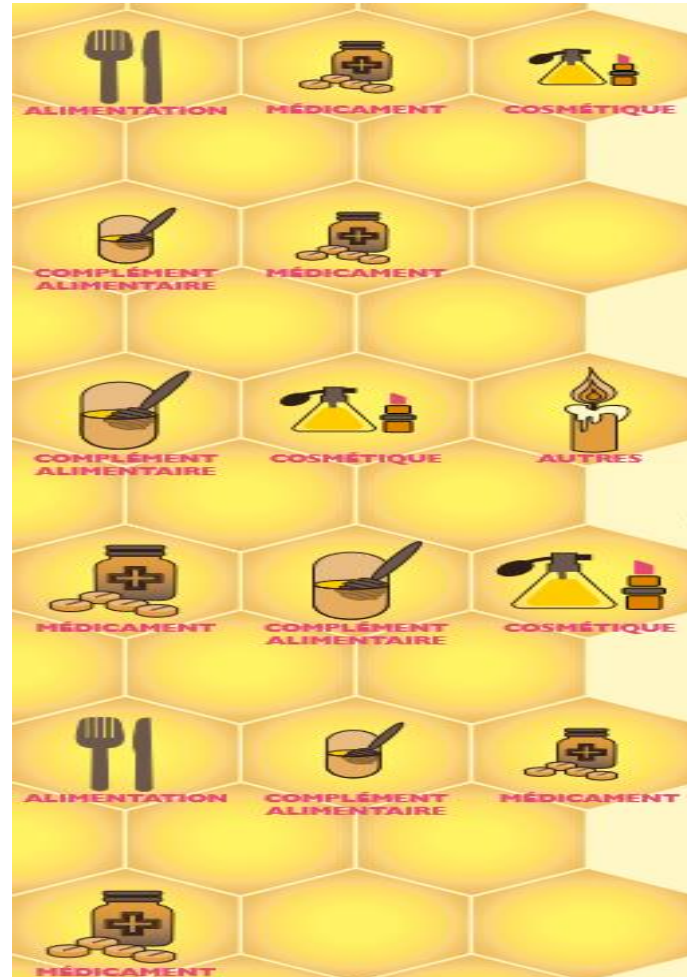 ALIMENTATION MÉDICAMENT COSMÉTIQUE
COMPLÉMENT MÉDICAMENT
ALIMENTAIRE
COMPLÉMENT COSMÉTIQUE AUTRES
ALIMENTAIRE
MÉDICAMENT COMPLÉMENT COSMÉTIQUE
ALIMENTAIRE
ALIMENTATION COMPLÉMENT MÉDICAMENT
ALIMENTAIRE
MÉDICAMENT